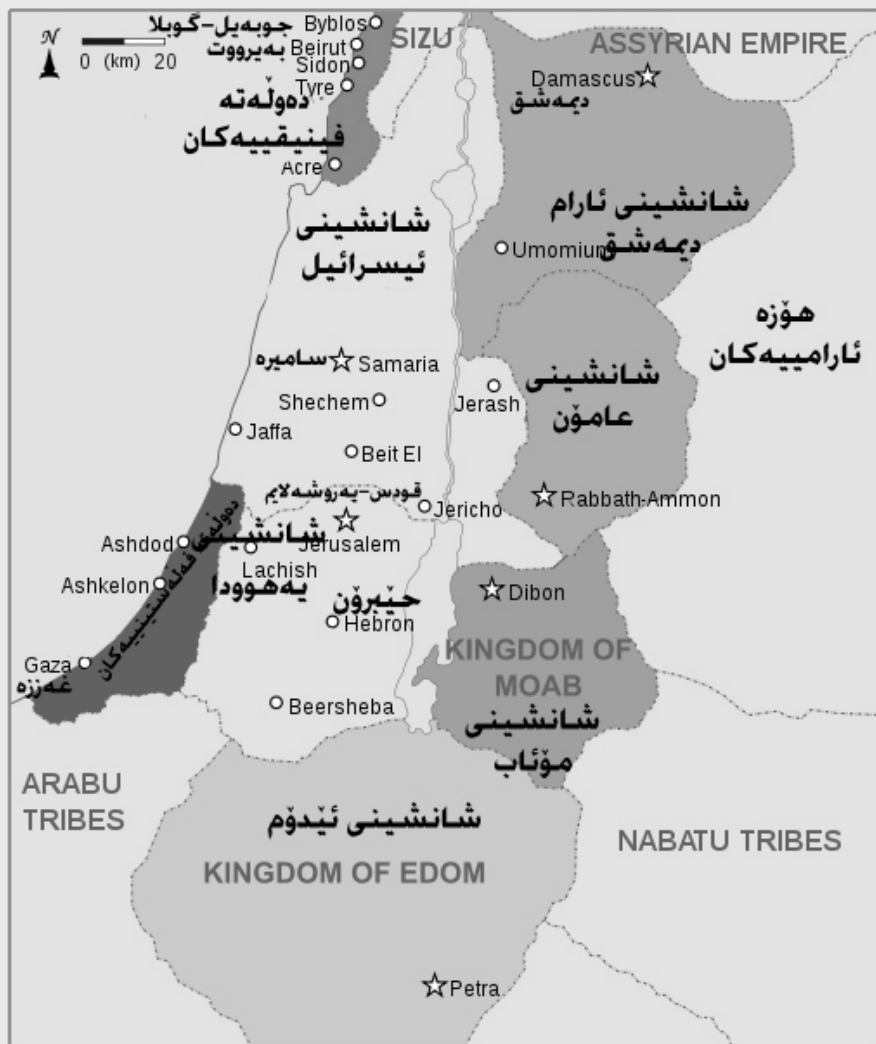 N
0 (km) 20
جوبەیل-گوبلا Byblos
بەیرووت Beirut
Sidon
Tyre
SIZU
ASSYRIAN EMPIRE
Damascus
دیمەشق
دەوڵەتە
فینیقییەکان
Acre
شانشینی
ئیسرائیل
شانشینی ئارام
دیمەشق
Umomium
هۆزە
ئارامییەکان
سامیرە Samaria
Shechem
Jerash
شانشینی
عامۆن
Jaffa
Beit El
قودس-یەروشەلایم
Jericho
Rabbath-Ammon
شانشینی
Jerusalem
Ashdod
Lachish
یەهوودا
Ashkelon
دەوڵەتی فەلەستینییەکان
حێبرۆن
Hebron
Dibon
KINGDOM OF
MOAB
Gaza
غەززە
Beersheba
شانشینی
مۆئاب
ARABU
TRIBES
شانشینی ئێدۆم
KINGDOM OF EDOM
NABATU TRIBES
Petra